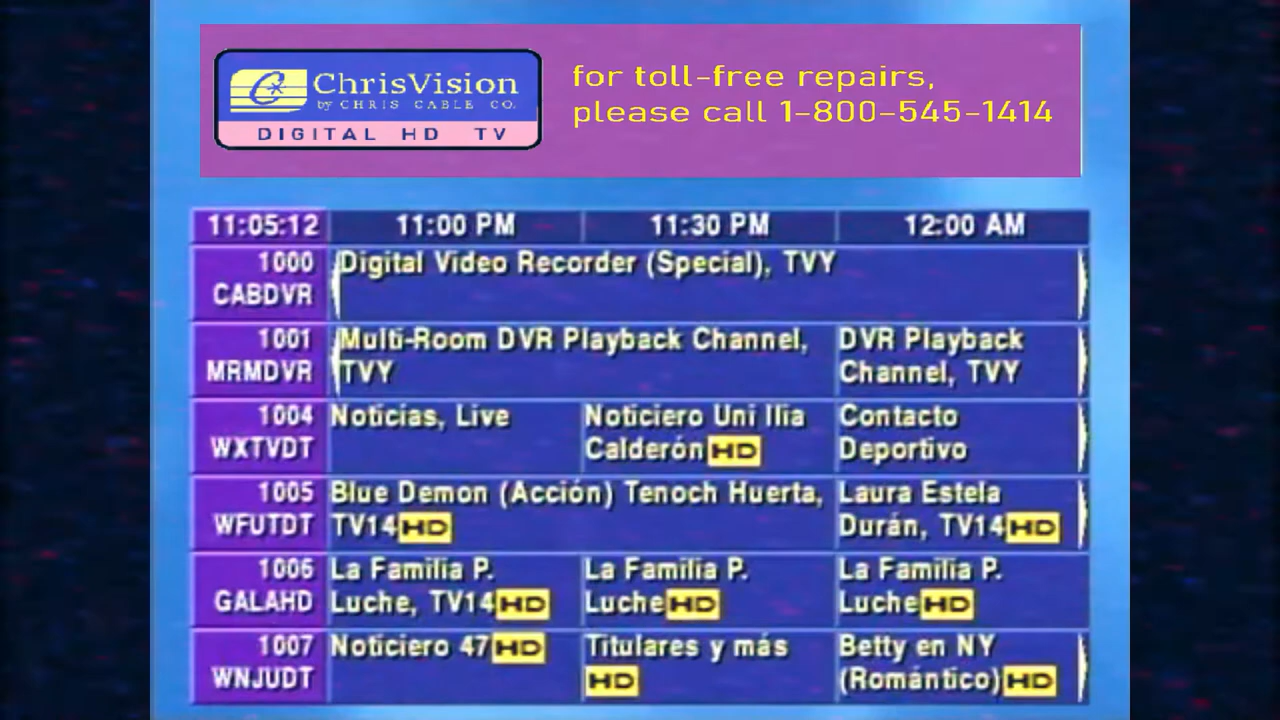 ChrisVision
by CHRIS CABLE CO.
DIGITAL HD TV
for toll-free repairs,
please call 1-800-545-1414
11:05:12 11:00 PM 11:30 PM 12:00 AM
1000
CABDVR
Digital Video Recorder (Special), TVY
1001
MRMDVR
Multi-Room DVR Playback Channel,
TVY
DVR Playback
Channel, TVY
1004
WXTVDT
Noticias, Live
Noticiero Uni Ilia
Calderón HD
Contacto
Deportivo
1005
WFUTDT
Blue Demon (Acción) Tenoch Huerta,
TV14 HD
Laura Estela
Durán, TV14 HD
1006
GALAHD
La Familia P.
Luche, TV14 HD
La Familia P.
Luche HD
La Familia P.
Luche HD
1007
WNJUDT
Noticiero 47 HD
Titulares y más
HD
Betty en NY
(Romántico) HD